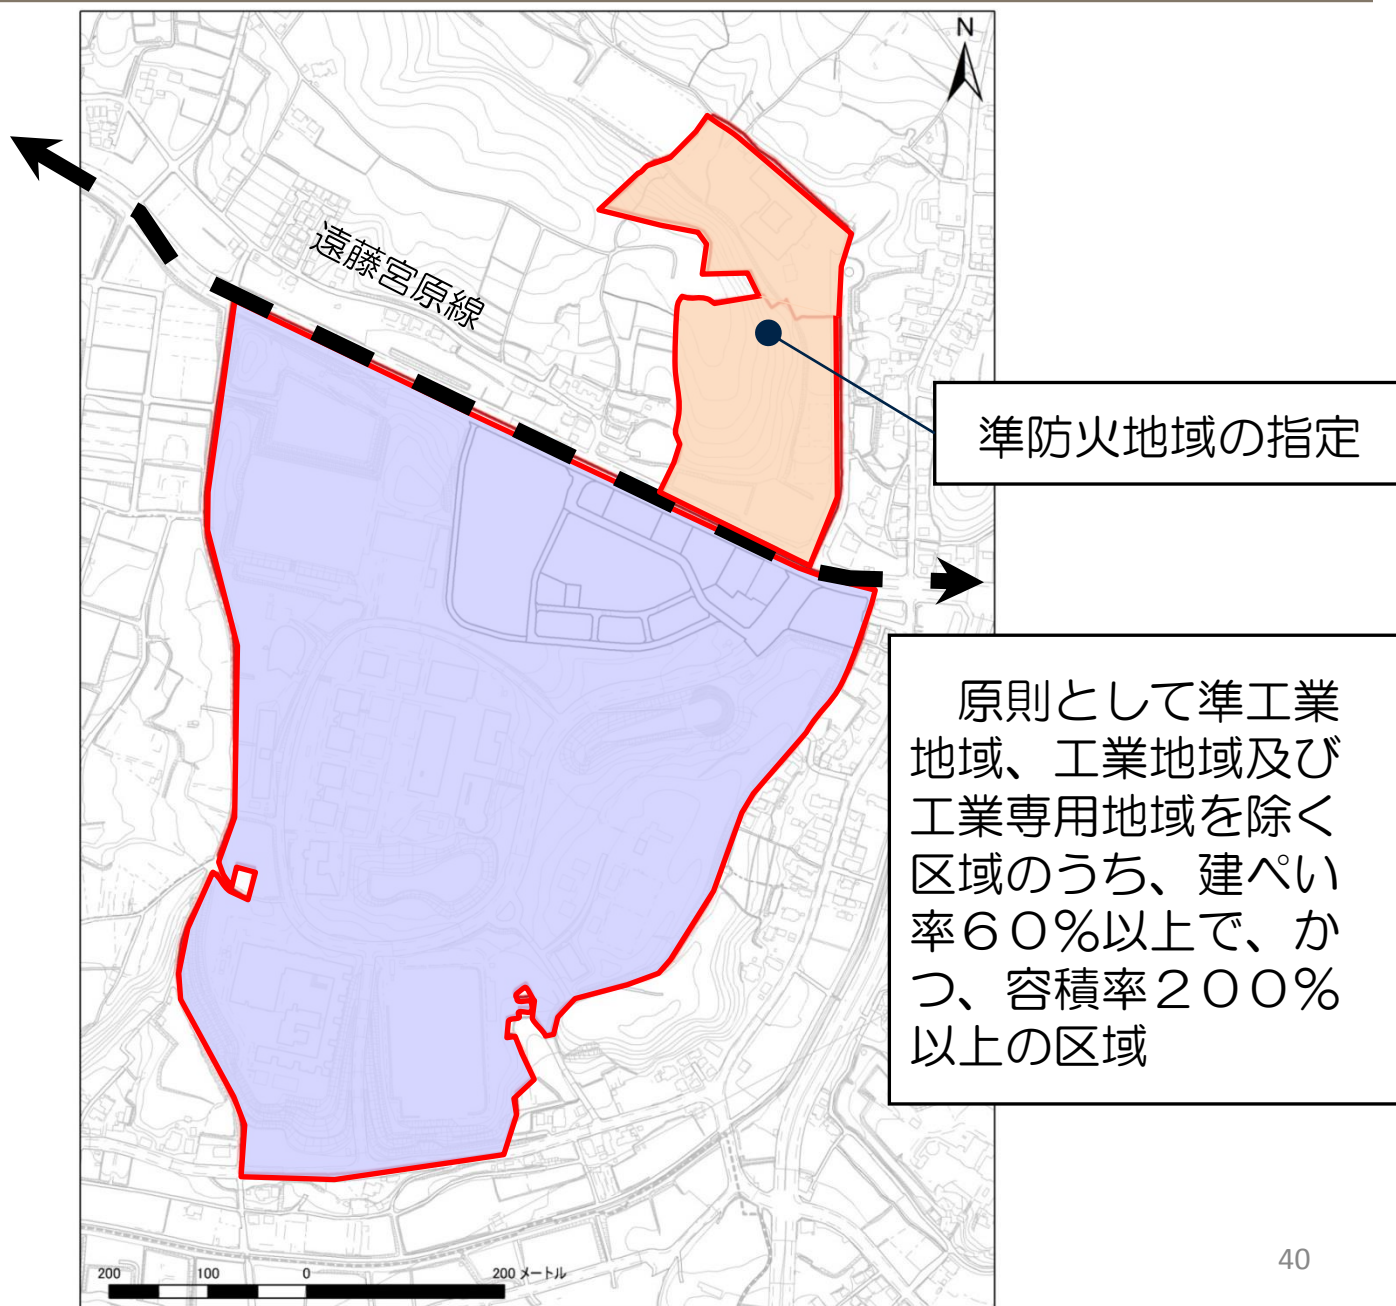 N
遠藤宮原線
準防火地域の指定
原則として準工業
地域、工業地域及び
工業専用地域を除く
区域のうち、建ぺい
率６０％以上で、か
つ、容積率２００％
以上の区域
200 100 0 200 メートル
40